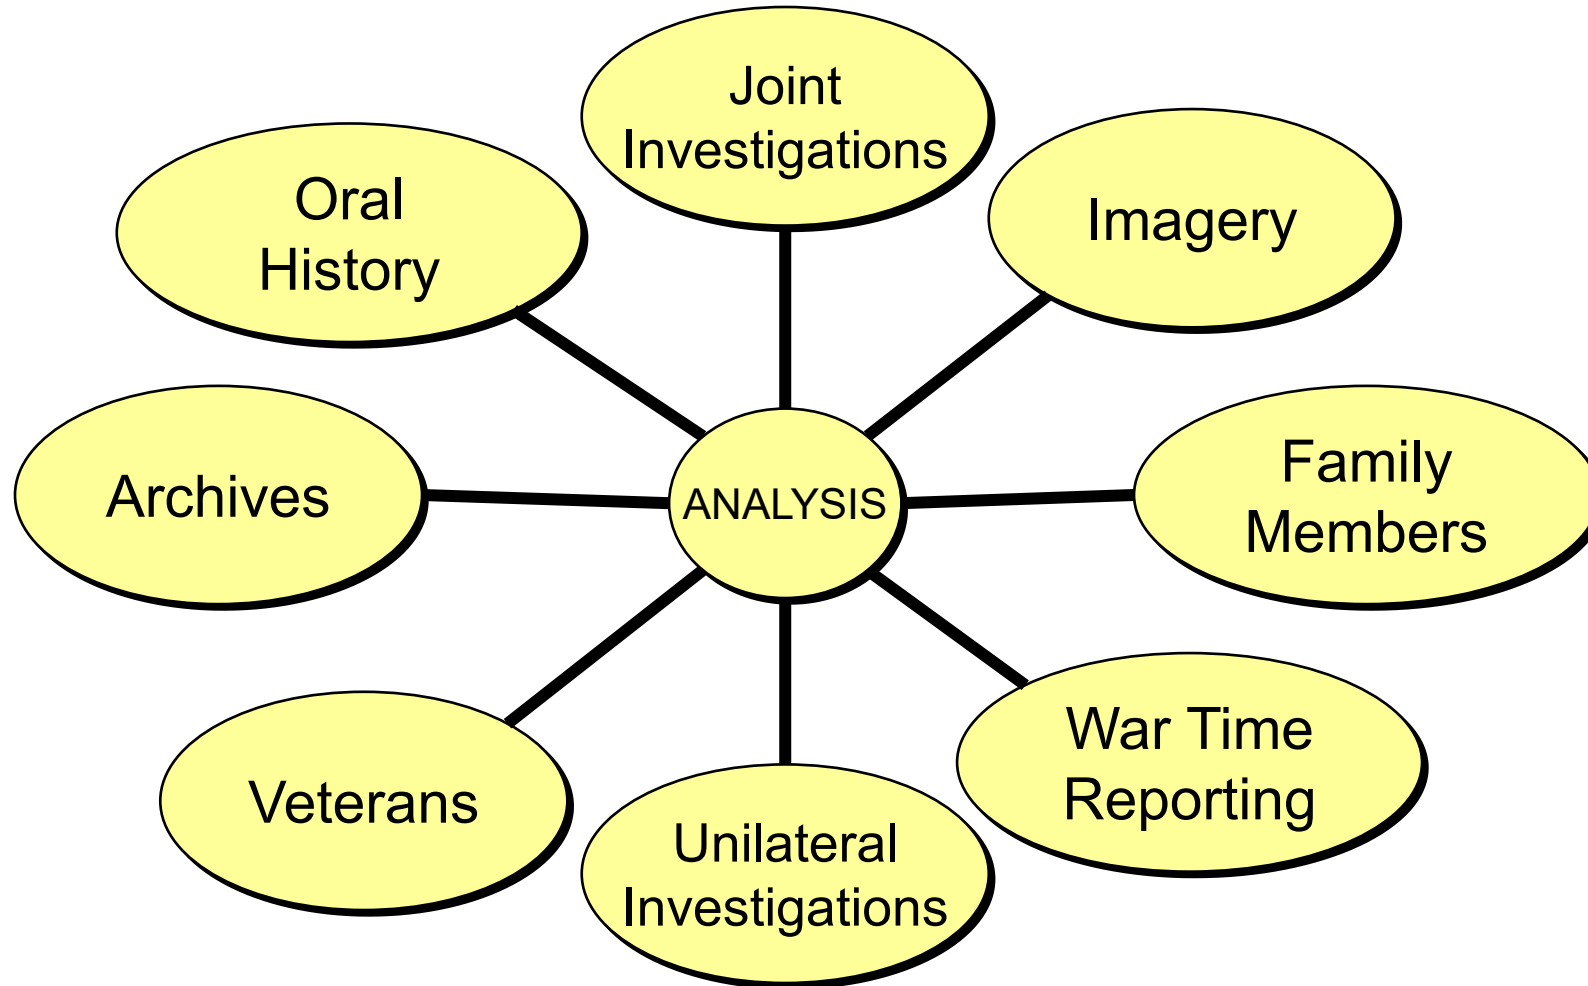 Joint
Investigations
Oral
History
Imagery
Archives
ANALYSIS
Family
Members
Veterans
War Time
Reporting
Unilateral
Investigations